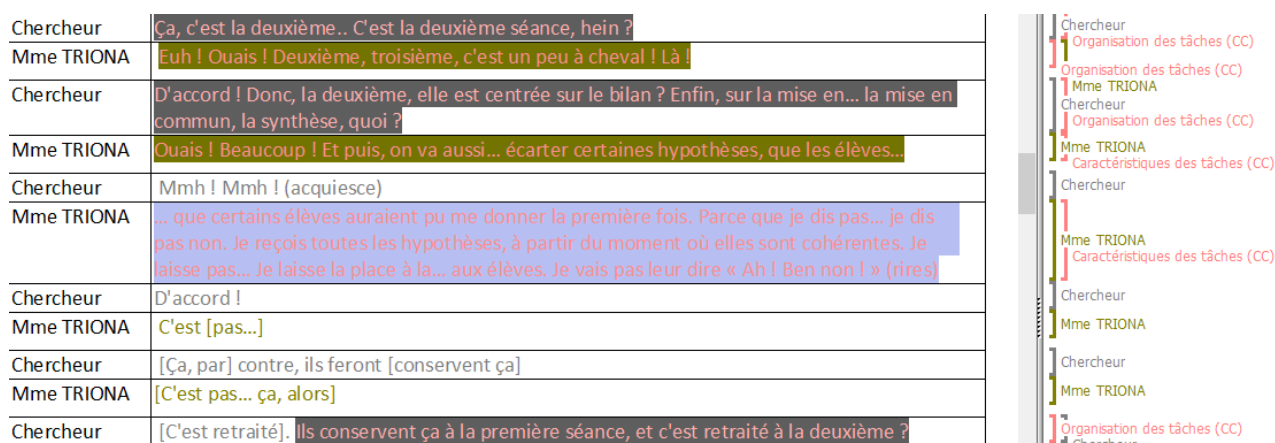 Chercheur Ça, c'est la deuxième.. C'est la deuxième séance, hein ?
Mme TRIONA Euh ! Ouais ! Deuxième, troisième, c'est un peu à cheval ! Là !
Chercheur D'accord ! Donc, la deuxième, elle est centrée sur le bilan ? Enfin, sur la mise en... la mise en
commun, la synthèse, quoi ?
Mme TRIONA Ouais ! Beaucoup ! Et puis, on va aussi... écarter certaines hypothèses, que les élèves...
Chercheur Mmh ! Mmh ! (acquiesce)
Mme TRIONA ... que certains élèves auraient pu me donner la première fois. Parce que je dis pas... je dis
pas non. Je reçois toutes les hypothèses, à partir du moment où elles sont cohérentes. Je
laisse pas... Je laisse la place à la... aux élèves. Je vais pas leur dire « Ah ! Ben non ! » (rires)
Chercheur D'accord !
Mme TRIONA C'est [pas...]
Chercheur [Ça, par] contre, ils feront [conservent ça]
Mme TRIONA [C'est pas... ça, alors]
Chercheur [C'est retraité]. Ils conservent ça à la première séance, et c'est retraité à la deuxième ?
Chercheur
Organisation des tâches (CC)
Organisation des tâches (CC)
Mme TRIONA
Chercheur
Organisation des tâches (CC)
Mme TRIONA
Caractéristiques des tâches (CC)
Chercheur
Mme TRIONA
Caractéristiques des tâches (CC)
Chercheur
Mme TRIONA
Chercheur
Mme TRIONA
Organisation des tâches (CC)
Chercheur